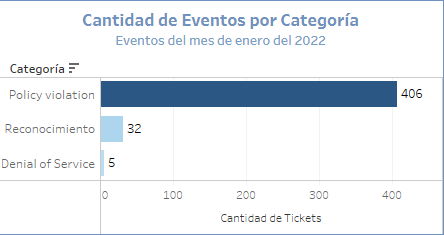 Cantidad de Eventos por Categoría
Eventos del mes de enero del 2022
Categoría
Policy violation 406
Reconocimiento 32
Denial of Service 5
0 100 200 300 400
Cantidad de Tickets